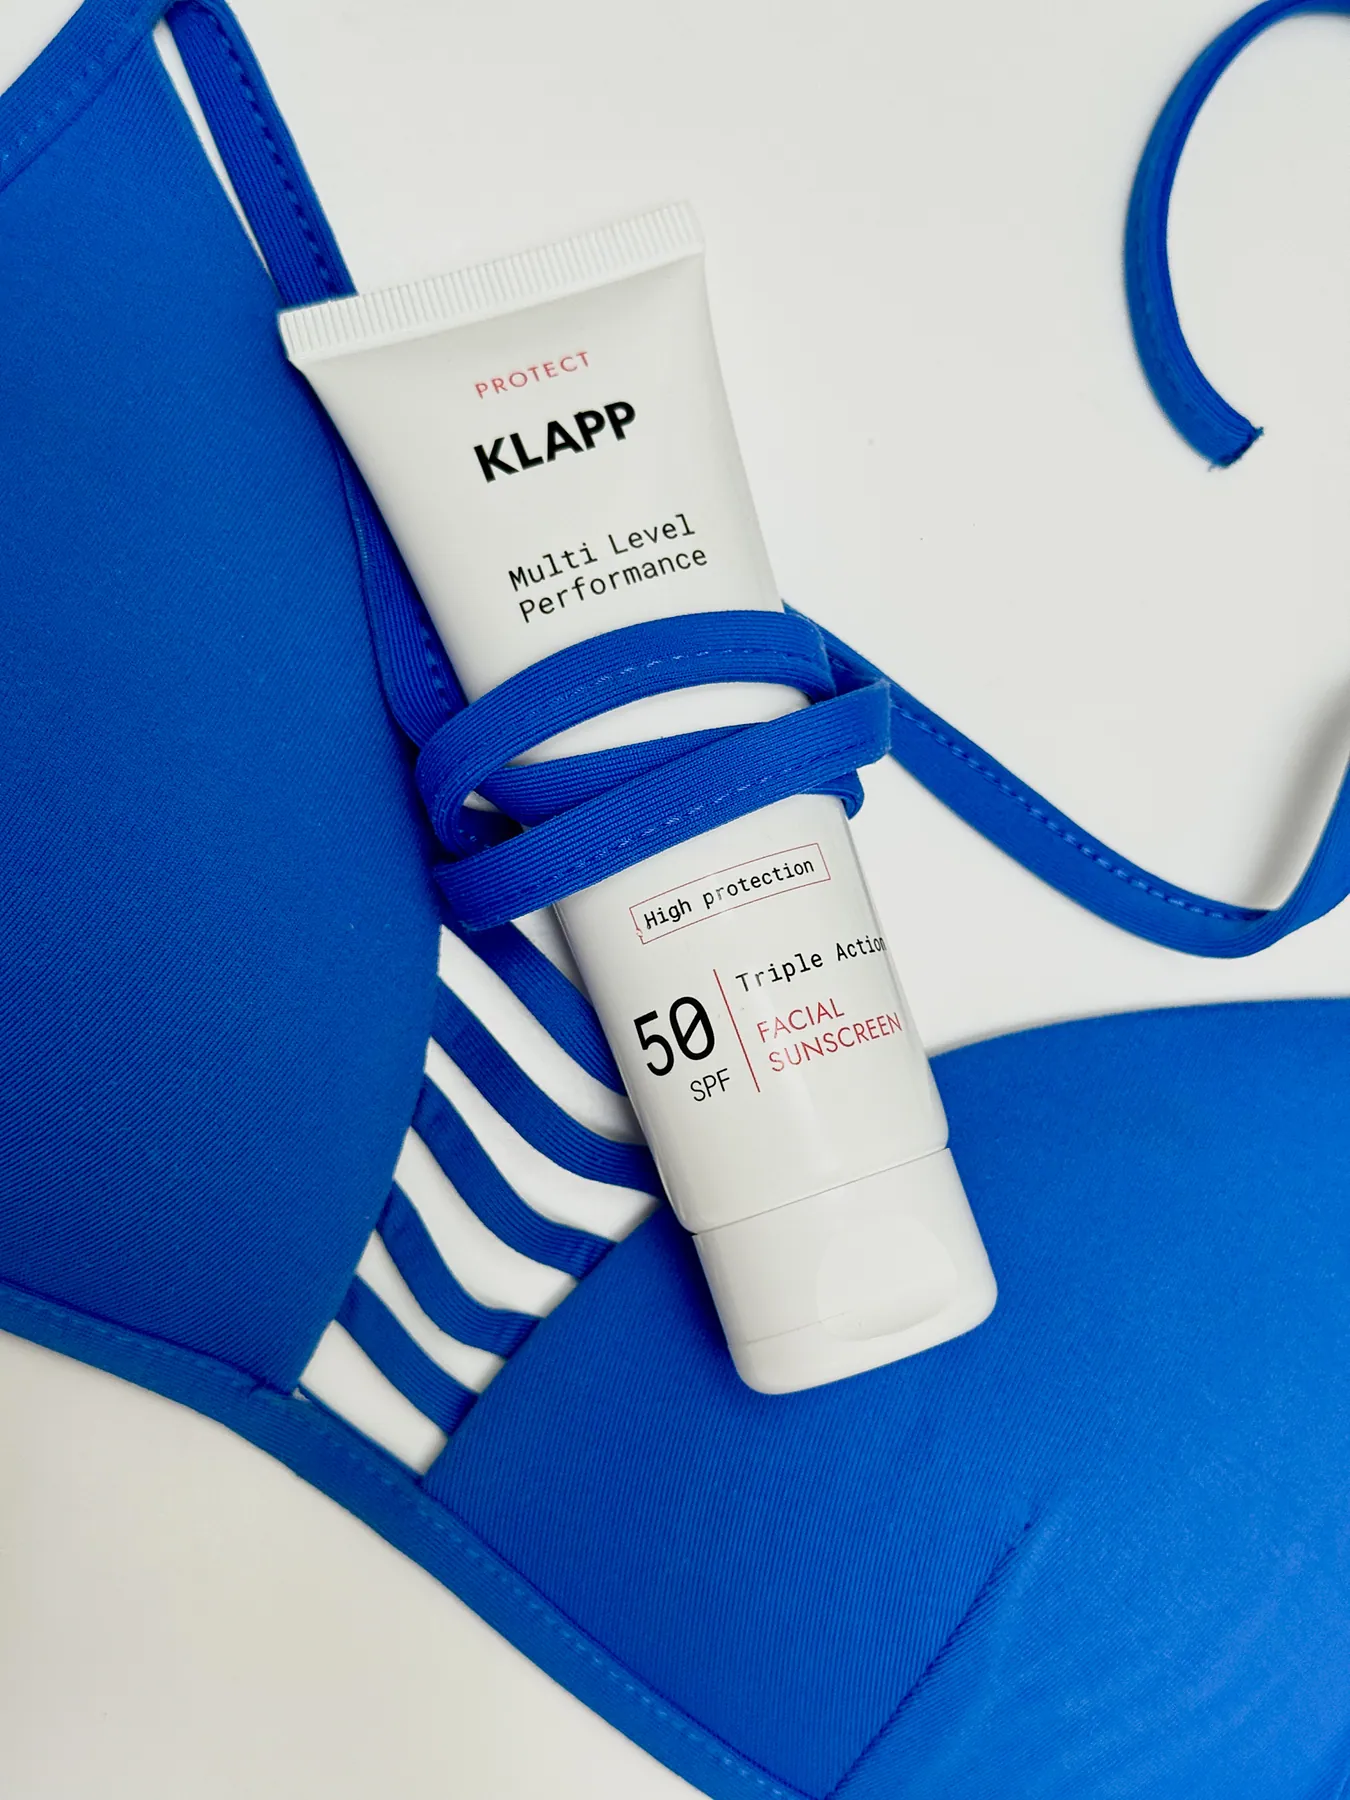 PROTECT
KLAPP
Multi Level
Performance
High protection
Triple Action
50
SPF
FACIAL
SUNSCREEN